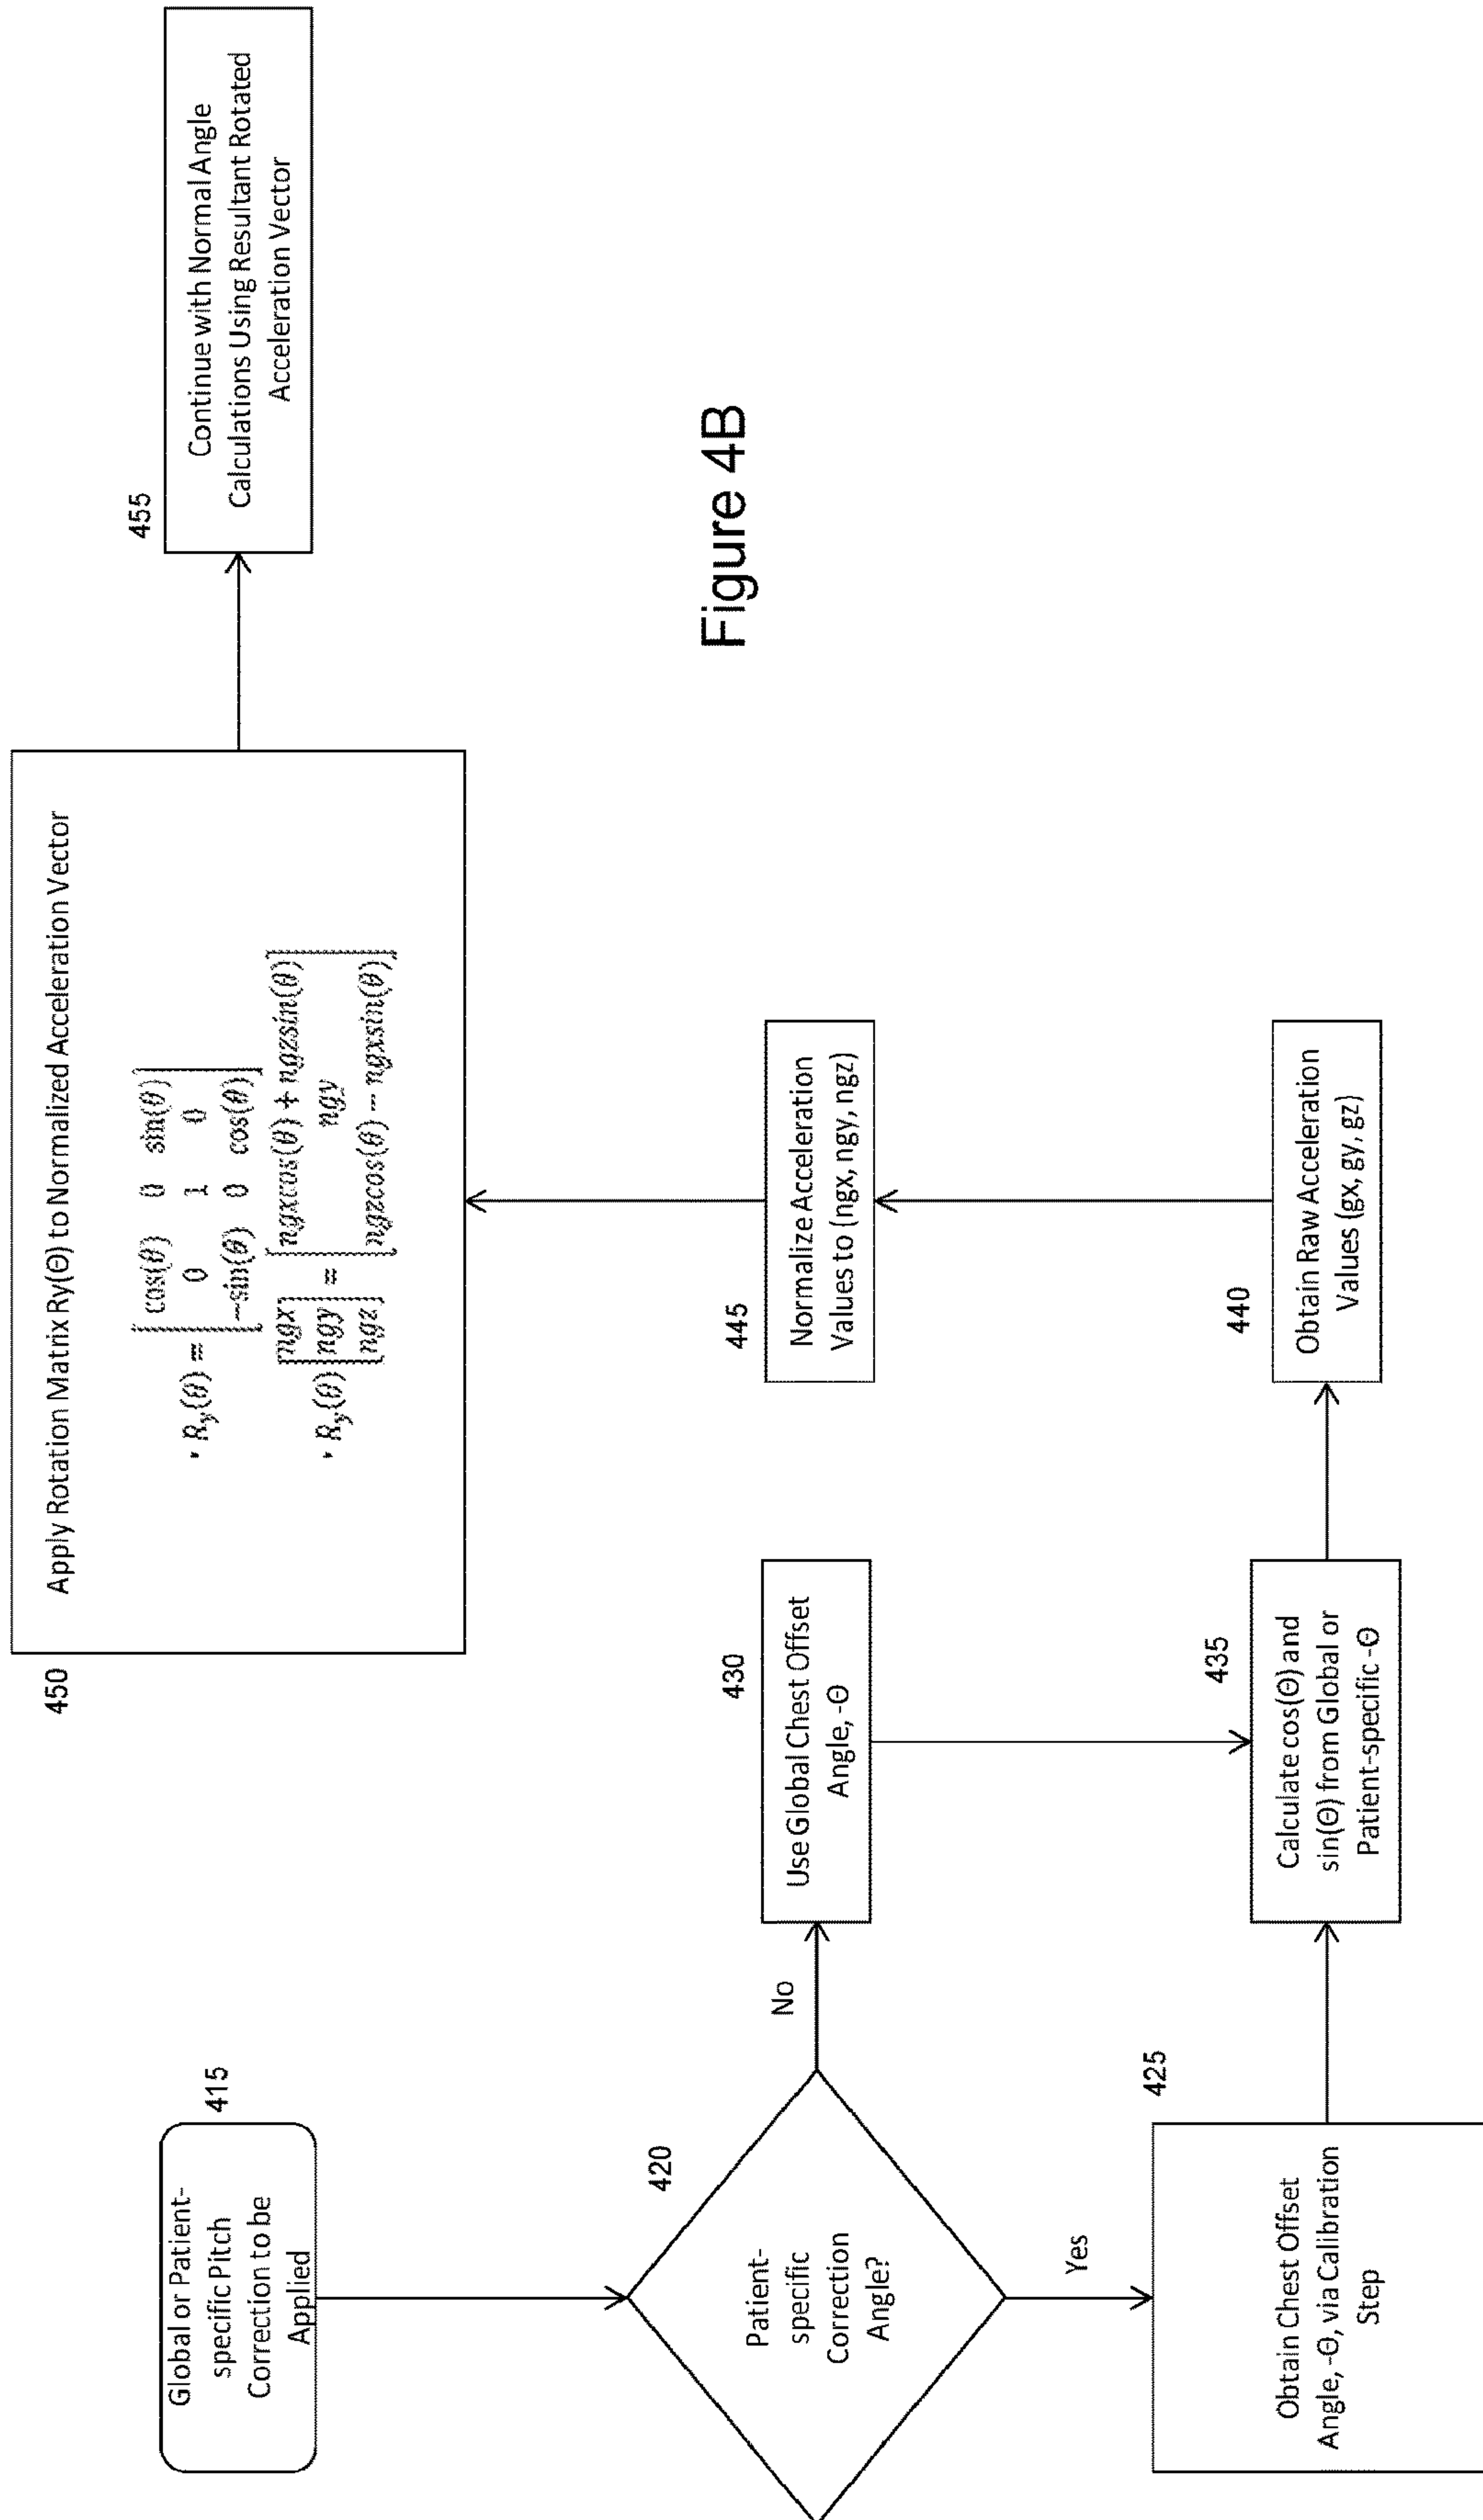 415
Global or Patient-
specific Pitch
Correction to be
Applied
420
Patient-
specific
Correction
Angle?
No
Yes
425
Obtain Chest Offset
Angle, -Θ, via Calibration
Step
430
Use Global Chest Offset
Angle, -Θ
435
Calculate cos(Θ) and
sin(Θ) from Global or
Patient-specific -Θ
440
Obtain Raw Acceleration
Values (gx, gy, gz)
445
Normalize Acceleration
Values to (ngx, ngy, ngz)
450
Apply Rotation Matrix Ry(Θ) to Normalized Acceleration Vector
cos(θ) 0 sin(θ)
• Ry(θ) = 0 1 0
−sin(θ) 0 cos(θ)
ngx ngxcos(θ) + ngzsin(θ)
• Ry(θ) ngy = ngy
ngz ngzcos(θ) − ngxsin(θ)
455
Continue with Normal Angle
Calculations Using Resultant Rotated
Acceleration Vector
Figure 4B